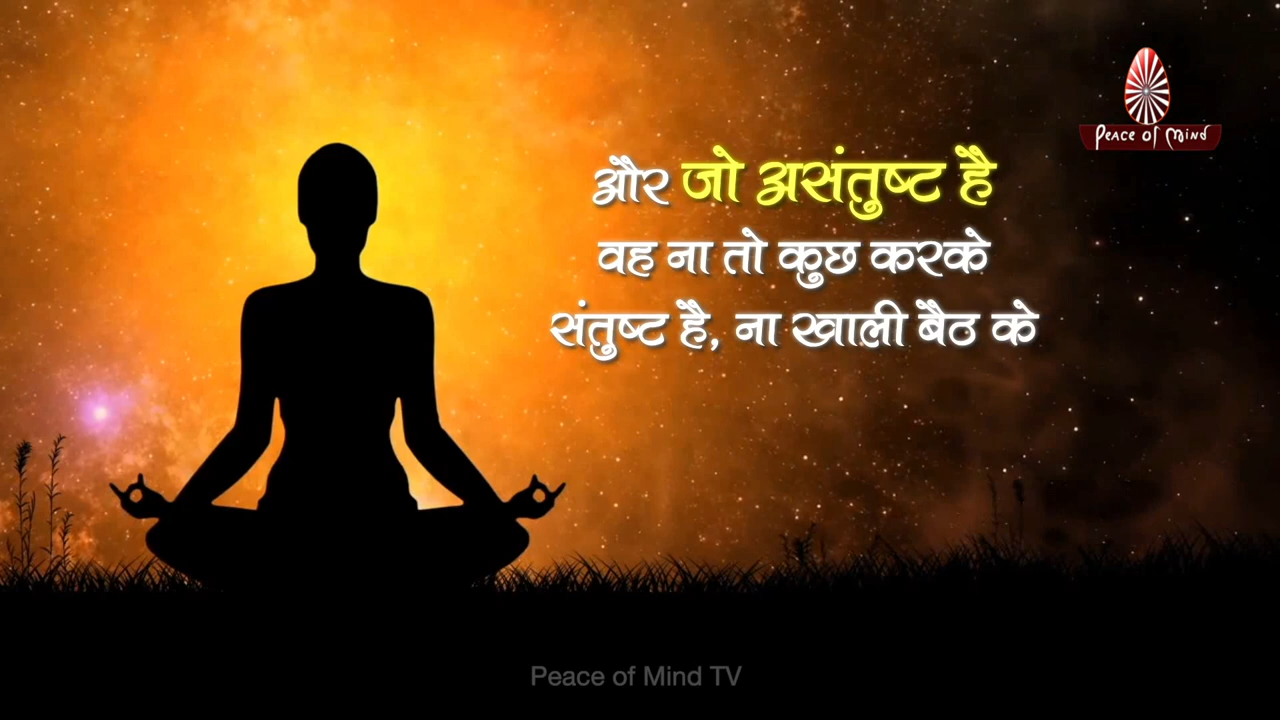 Peace of Mind
और जो असंतुष्ट है
वह ना तो कुछ करके
संतुष्ट है, ना खाली बैठ के
Peace of Mind TV